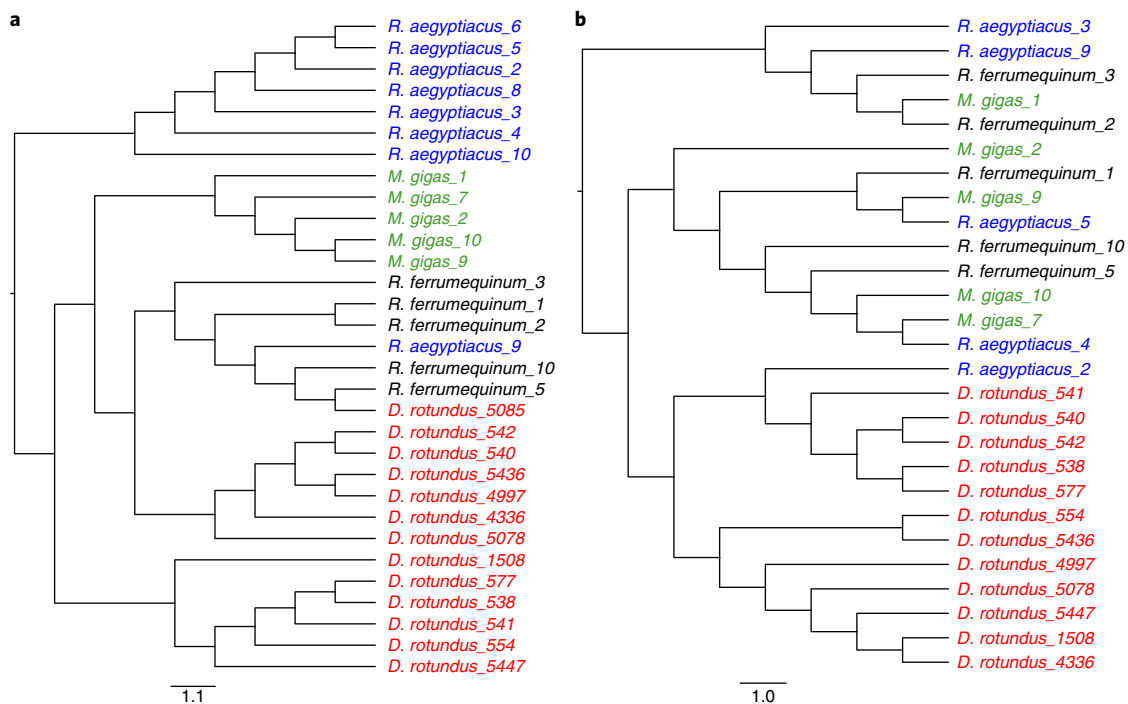 a
R. aegyptiacus_6
R. aegyptiacus_5
R. aegyptiacus_2
R. aegyptiacus_8
R. aegyptiacus_3
R. aegyptiacus_4
R. aegyptiacus_10
M. gigas_1
M. gigas_7
M. gigas_2
M. gigas_10
M. gigas_9
R. ferrumequinum_3
R. ferrumequinum_1
R. ferrumequinum_2
R. aegyptiacus_9
R. ferrumequinum_10
R. ferrumequinum_5
D. rotundus_5085
D. rotundus_542
D. rotundus_540
D. rotundus_5436
D. rotundus_4997
D. rotundus_4336
D. rotundus_5078
D. rotundus_1508
D. rotundus_577
D. rotundus_538
D. rotundus_541
D. rotundus_554
D. rotundus_5447
1.1
b
R. aegyptiacus_3
R. aegyptiacus_9
R. ferrumequinum_3
M. gigas_1
R. ferrumequinum_2
M. gigas_2
R. ferrumequinum_1
M. gigas_9
R. aegyptiacus_5
R. ferrumequinum_10
R. ferrumequinum_5
M. gigas_10
M. gigas_7
R. aegyptiacus_4
R. aegyptiacus_2
D. rotundus_541
D. rotundus_540
D. rotundus_542
D. rotundus_538
D. rotundus_577
D. rotundus_554
D. rotundus_5436
D. rotundus_4997
D. rotundus_5078
D. rotundus_5447
D. rotundus_1508
D. rotundus_4336
1.0